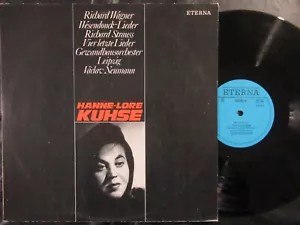 Richard Wagner
Wesendonck-Lieder
Richard Strauss
Vier letzte Lieder
Gewandhausorchester
Leipzig
Václav Neumann
ETERNA
HANNE-LORE
KUHSE
ETERNA